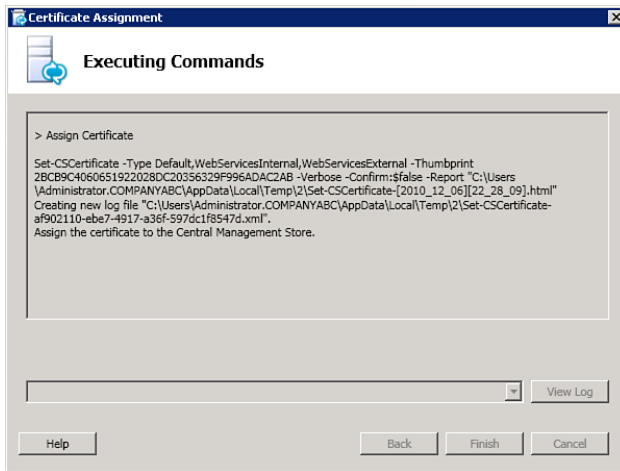 Certificate Assignment
Executing Commands
> Assign Certificate
Set-CSCertificate -Type Default,WebServicesInternal,WebServicesExternal -Thumbprint
2BCB9C4060651922028DC20356329F996ADAC2AB -Verbose -Confirm:$false -Report "C:\Users
\Administrator.COMPANYABC\AppData\Local\Temp\2\Set-CSCertificate-[2010_12_06][22_28_09].html"
Creating new log file "C:\Users\Administrator.COMPANYABC\AppData\Local\Temp\2\Set-CSCertificate-
af902110-ebe7-4917-a36f-597dc1f8547d.xml".
Assign the certificate to the Central Management Store.
View Log
Help
Back
Finish
Cancel